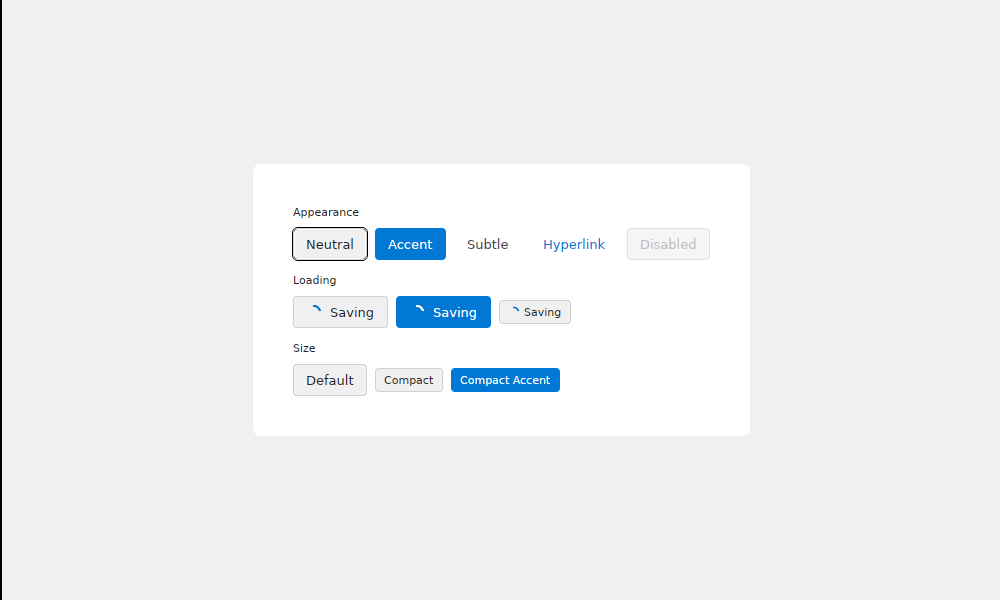 Appearance
Neutral Accent Subtle Hyperlink Disabled
Loading
Saving Saving Saving
Size
Default Compact Compact Accent